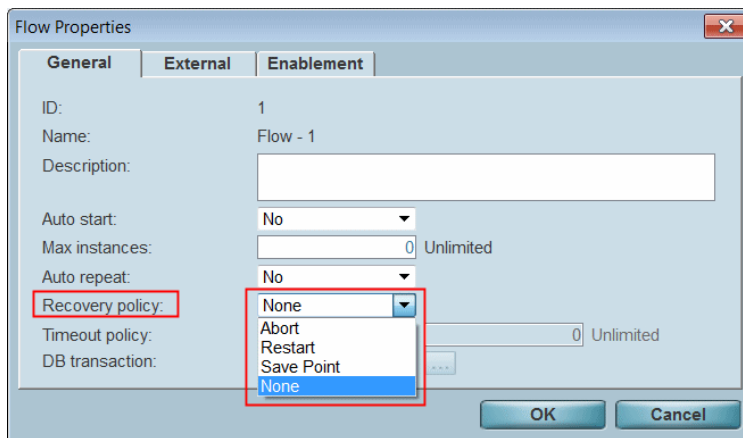 Flow Properties
General External Enablement
ID: 1
Name: Flow - 1
Description:
Auto start: No
Max instances: 0 Unlimited
Auto repeat: No
Recovery policy: None
Abort
Restart
Save Point
None
Timeout policy: 0 Unlimited
DB transaction: ...
OK Cancel